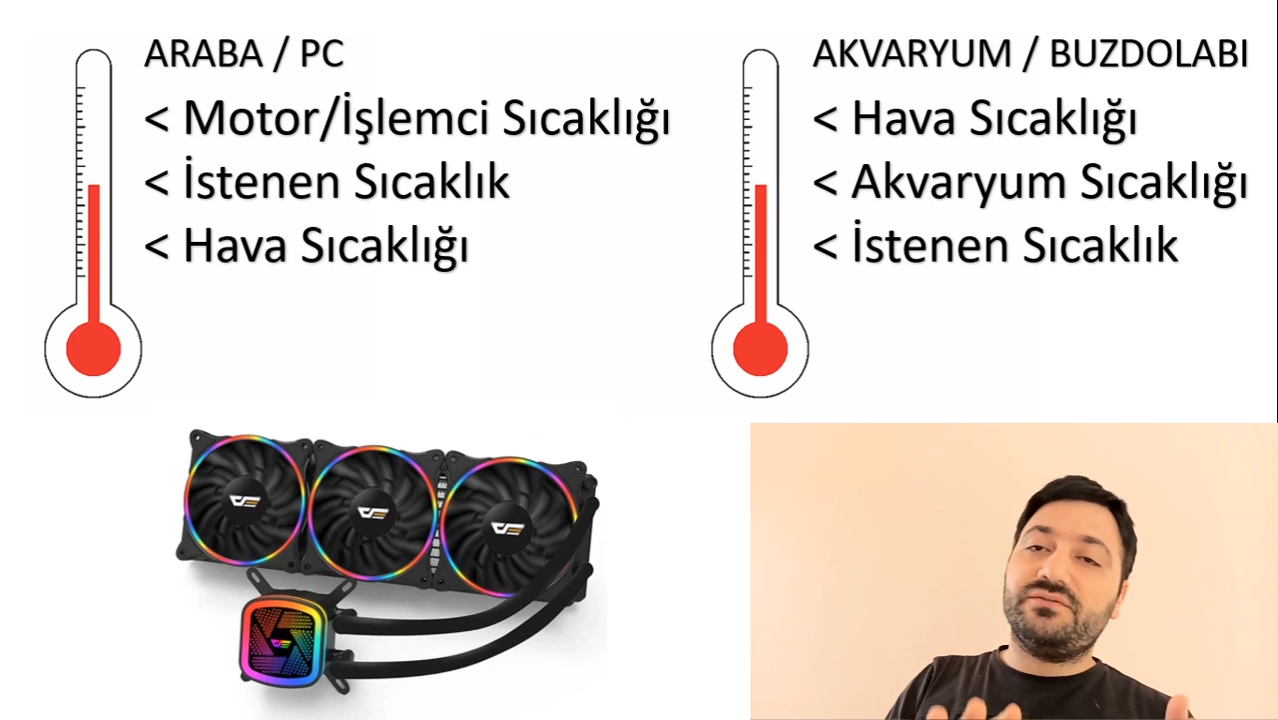 ARABA / PC
< Motor/İşlemci Sıcaklığı
< İstenen Sıcaklık
< Hava Sıcaklığı
AKVARYUM / BUZDOLABI
< Hava Sıcaklığı
< Akvaryum Sıcaklığı
< İstenen Sıcaklık